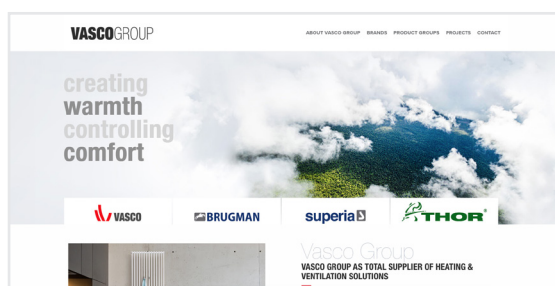 VASCOGROUP
ABOUT VASCO GROUP BRANDS PRODUCT GROUPS PROJECTS CONTACT
creating
warmth
controlling
comfort
VASCO BRUGMAN superia THOR®
Vasco Group
VASCO GROUP AS TOTAL SUPPLIER OF HEATING &
VENTILATION SOLUTIONS